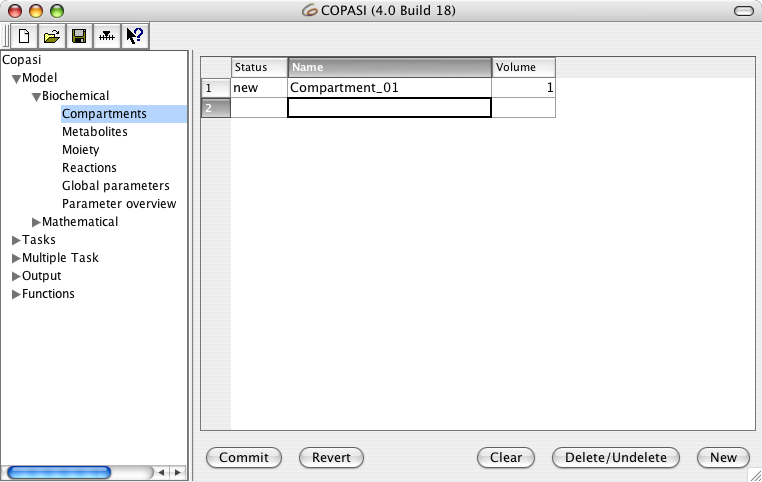 COPASI (4.0 Build 18)
Copasi
Model
Biochemical
Compartments
Metabolites
Moiety
Reactions
Global parameters
Parameter overview
Mathematical
Tasks
Multiple Task
Output
Functions
Status Name Volume
1 new Compartment_01 1
2
Commit Revert Clear Delete/Undelete New